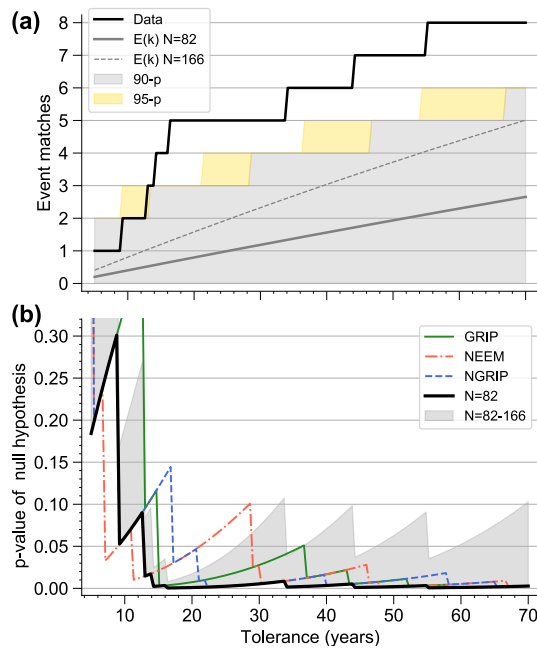 (a)
Data
E(k) N=82
E(k) N=166
90-p
95-p
Event matches
8
7
6
5
4
3
2
1
0
(b)
GRIP
NEEM
NGRIP
N=82
N=82-166
p-value of null hypothesis
0.30
0.25
0.20
0.15
0.10
0.05
0.00
10 20 30 40 50 60 70
Tolerance (years)